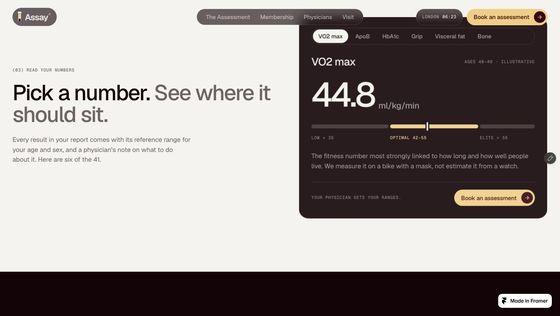 Assay
The Assessment Membership Physicians Visit
LONDON 06:23
Book an assessment
(03) READ YOUR NUMBERS
Pick a number. See where it
should sit.
Every result in your report comes with its reference range for
your age and sex, and a physician's note on what to do
about it. Here are six of the 41.
VO2 max ApoB HbA1c Grip Visceral fat Bone
VO2 max
AGES 40-49 · ILLUSTRATIVE
44.8 ml/kg/min
LOW < 35
OPTIMAL 42-55
ELITE > 55
The fitness number most strongly linked to how long and how well people
live. We measure it on a bike with a mask, not estimate it from a watch.
YOUR PHYSICIAN SETS YOUR RANGES.
Book an assessment
Made in Framer